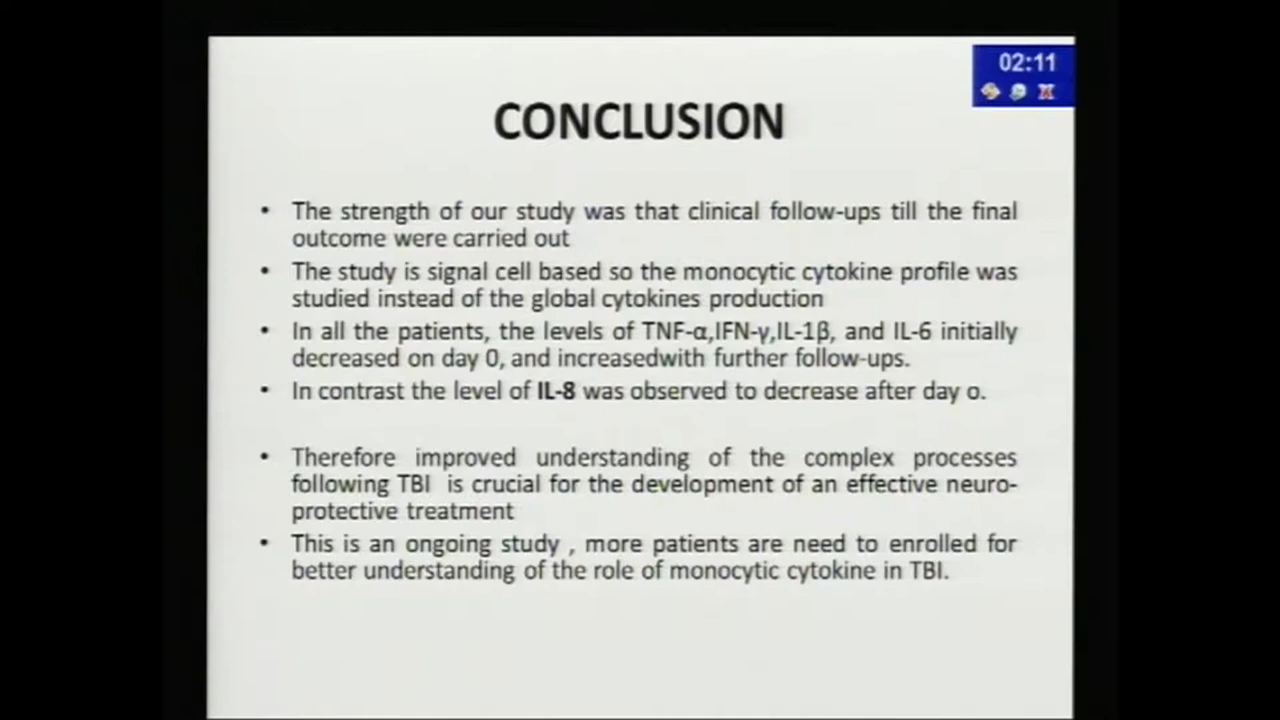 02:11
CONCLUSION
• The strength of our study was that clinical follow-ups till the final
outcome were carried out
• The study is signal cell based so the monocytic cytokine profile was
studied instead of the global cytokines production
• In all the patients, the levels of TNF-α,IFN-γ,IL-1β, and IL-6 initially
decreased on day 0, and increasedwith further follow-ups.
• In contrast the level of IL-8 was observed to decrease after day o.
• Therefore improved understanding of the complex processes
following TBI is crucial for the development of an effective neuro-
protective treatment
• This is an ongoing study , more patients are need to enrolled for
better understanding of the role of monocytic cytokine in TBI.